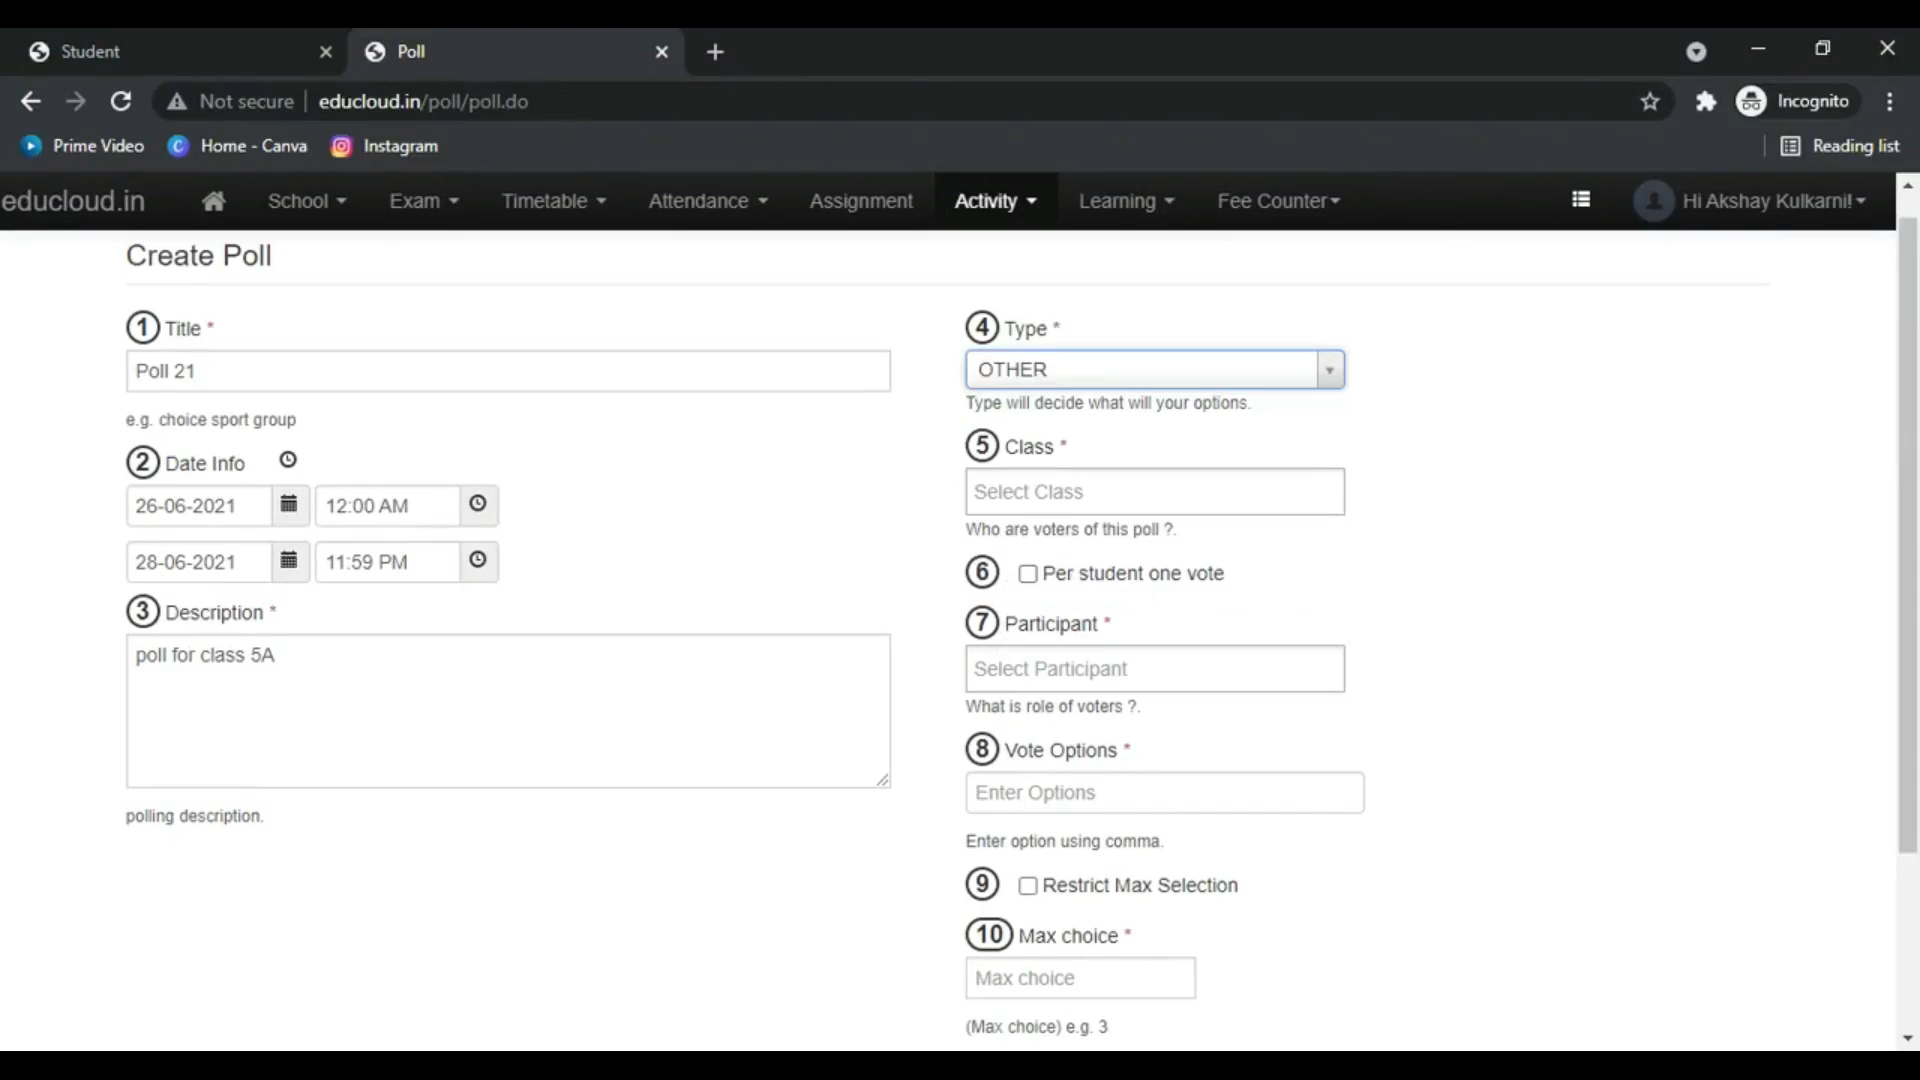 Student
Poll
Not secure educloud.in/poll/poll.do
Incognito
Prime Video
Home - Canva
Instagram
Reading list
educloud.in
School
Exam
Timetable
Attendance
Assignment
Activity
Learning
Fee Counter
Hi Akshay Kulkarni!
Create Poll
1 Title *
Poll 21
e.g. choice sport group
2 Date Info
26-06-2021 12:00 AM
28-06-2021 11:59 PM
3 Description *
poll for class 5A
polling description.
4 Type *
OTHER
Type will decide what will your options.
5 Class *
Select Class
Who are voters of this poll ?.
6 Per student one vote
7 Participant *
Select Participant
What is role of voters ?.
8 Vote Options *
Enter Options
Enter option using comma.
9 Restrict Max Selection
10 Max choice *
Max choice
(Max choice) e.g. 3